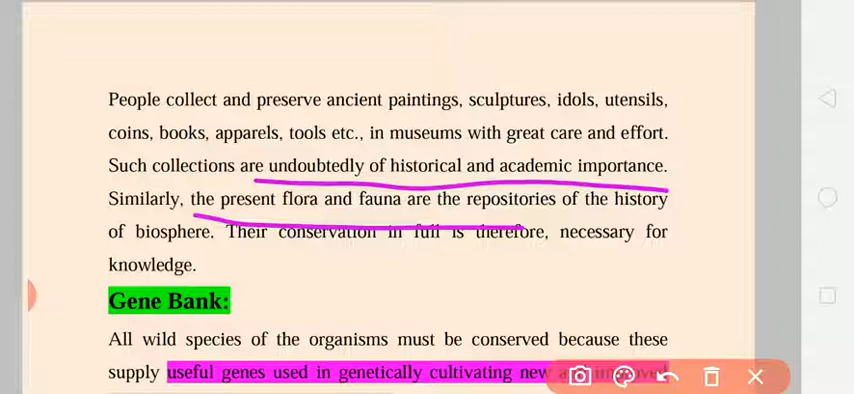 People collect and preserve ancient paintings, sculptures, idols, utensils,
coins, books, apparels, tools etc., in museums with great care and effort.
Such collections are undoubtedly of historical and academic importance.
Similarly, the present flora and fauna are the repositories of the history
of biosphere. Their conservation in full is therefore, necessary for
knowledge.
Gene Bank:
All wild species of the organisms must be conserved because these
supply useful genes used in genetically cultivating new